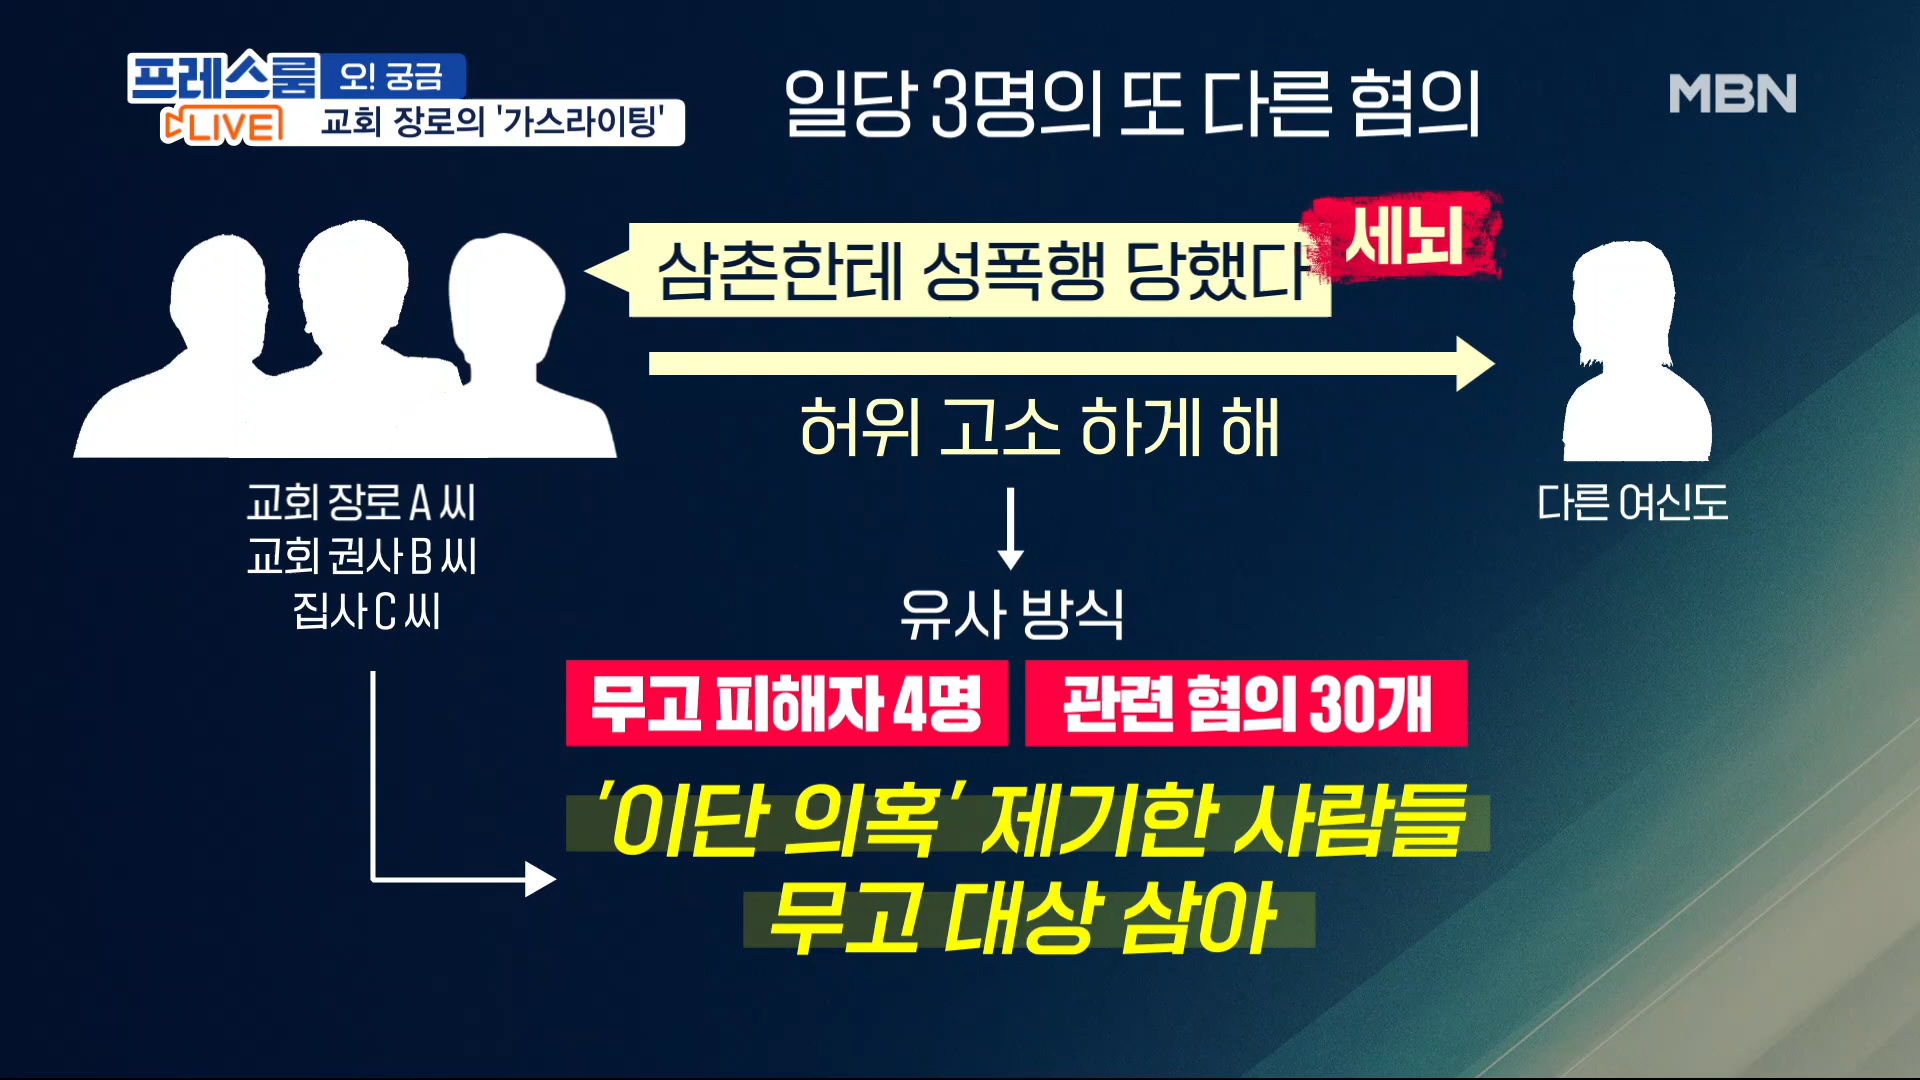 프레스룸
LIVE
오! 궁금
교회 장로의 '가스라이팅'
일당 3명의 또 다른 혐의
MBN
삼촌한테 성폭행 당했다
세뇌
허위 고소 하게 해
교회 장로 A 씨
교회 권사 B 씨
집사 C 씨
다른 여신도
유사 방식
무고 피해자 4명
관련 혐의 30개
'이단 의혹' 제기한 사람들
무고 대상 삼아